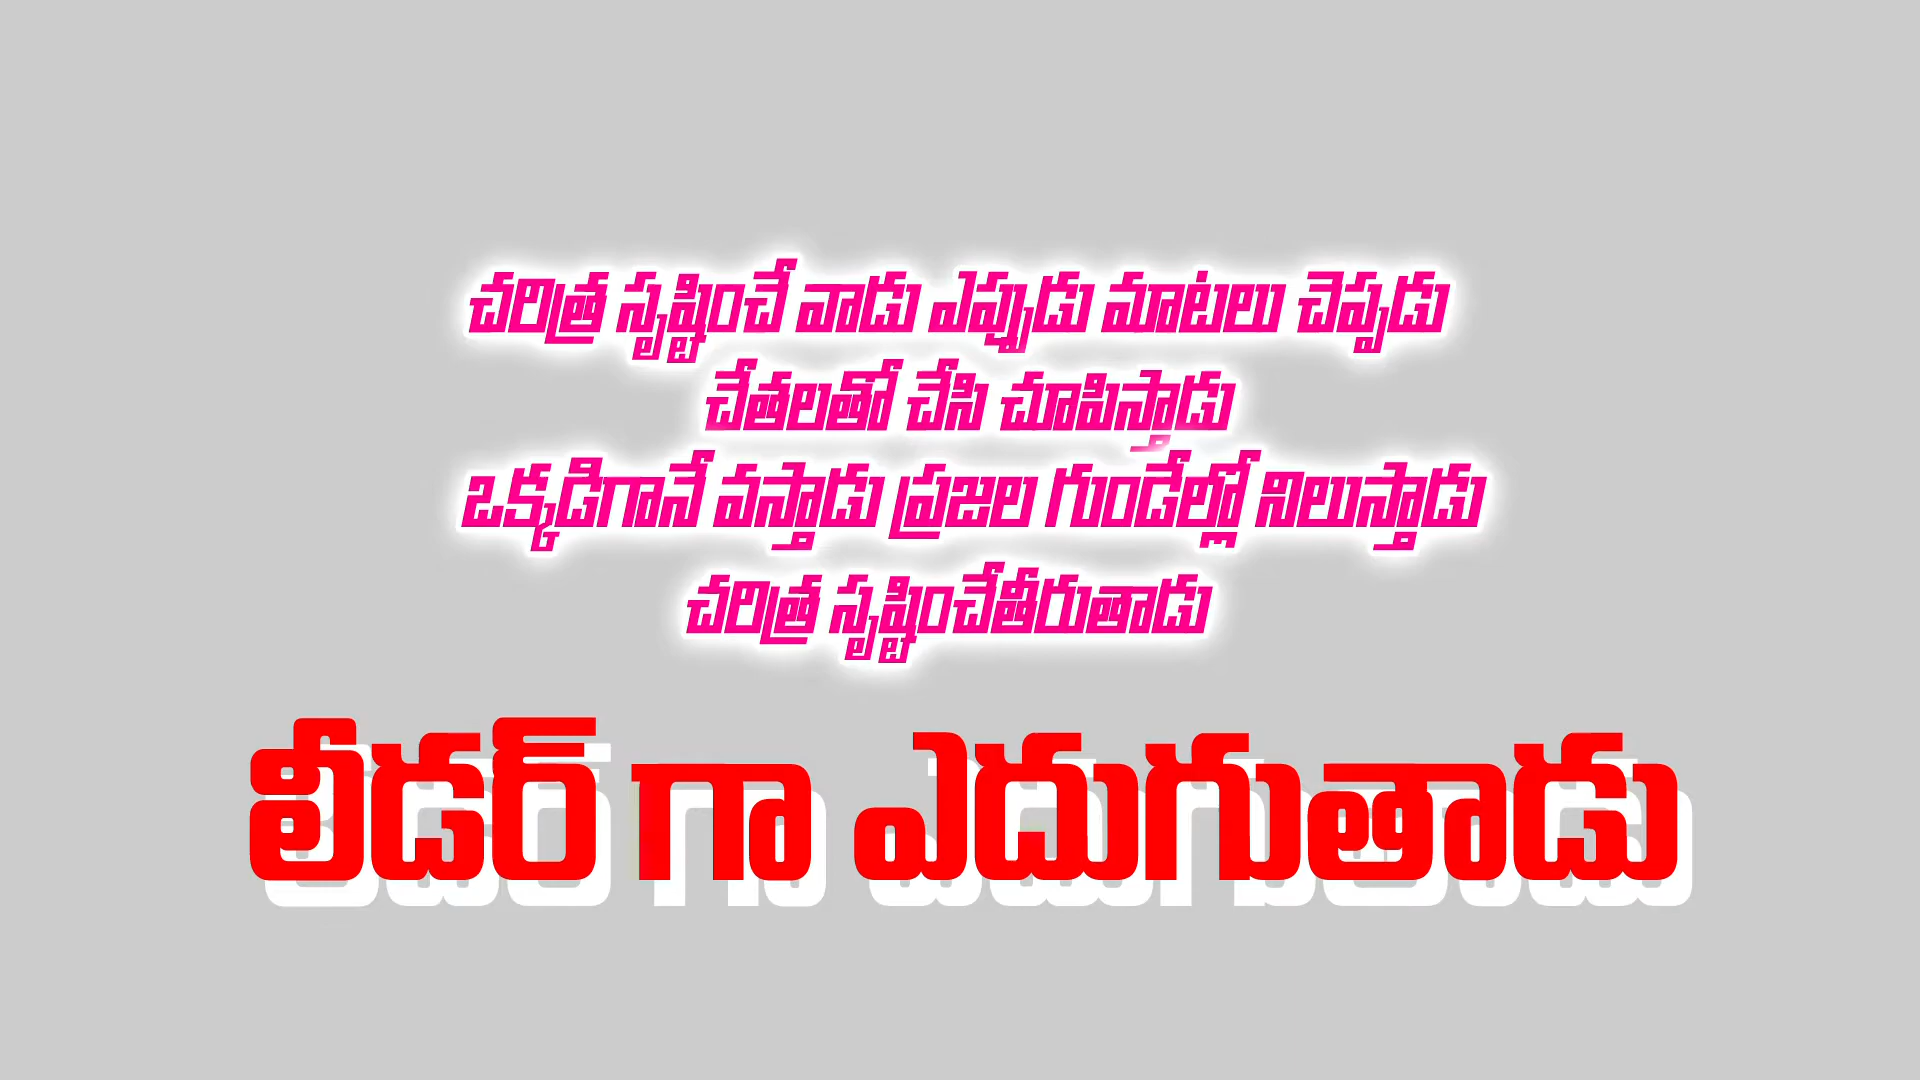 చరిత్ర సృష్టించే వాడు ఎప్పుడు మాటలు చెప్పడు
చేతలతో చేసి చూపిస్తాడు
ఒక్కడిగానే వస్తాడు ప్రజల గుండేల్లో నిలుస్తాడు
చరిత్ర సృష్టించేతీరుతాడు
లీడర్ గా ఎదుగుతాడు